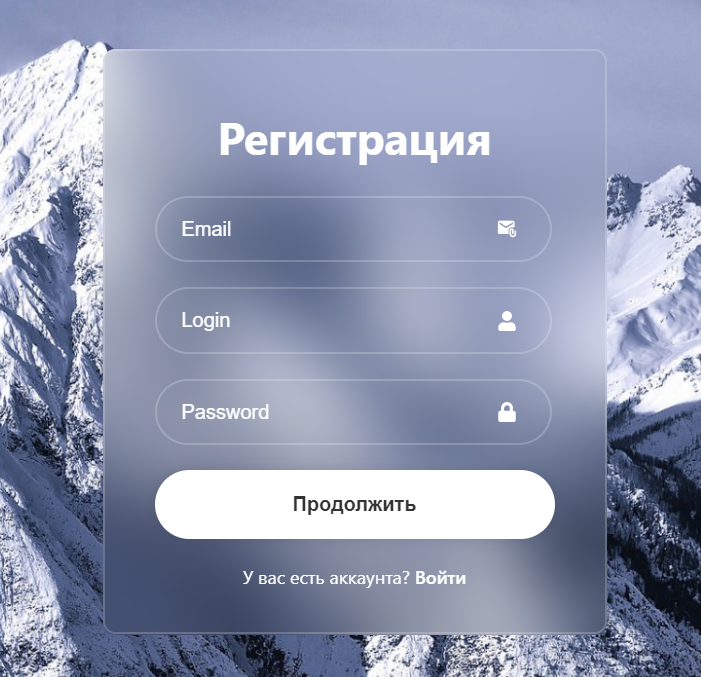 Регистрация
Email
Login
Password
Продолжить
У вас есть аккаунта? Войти